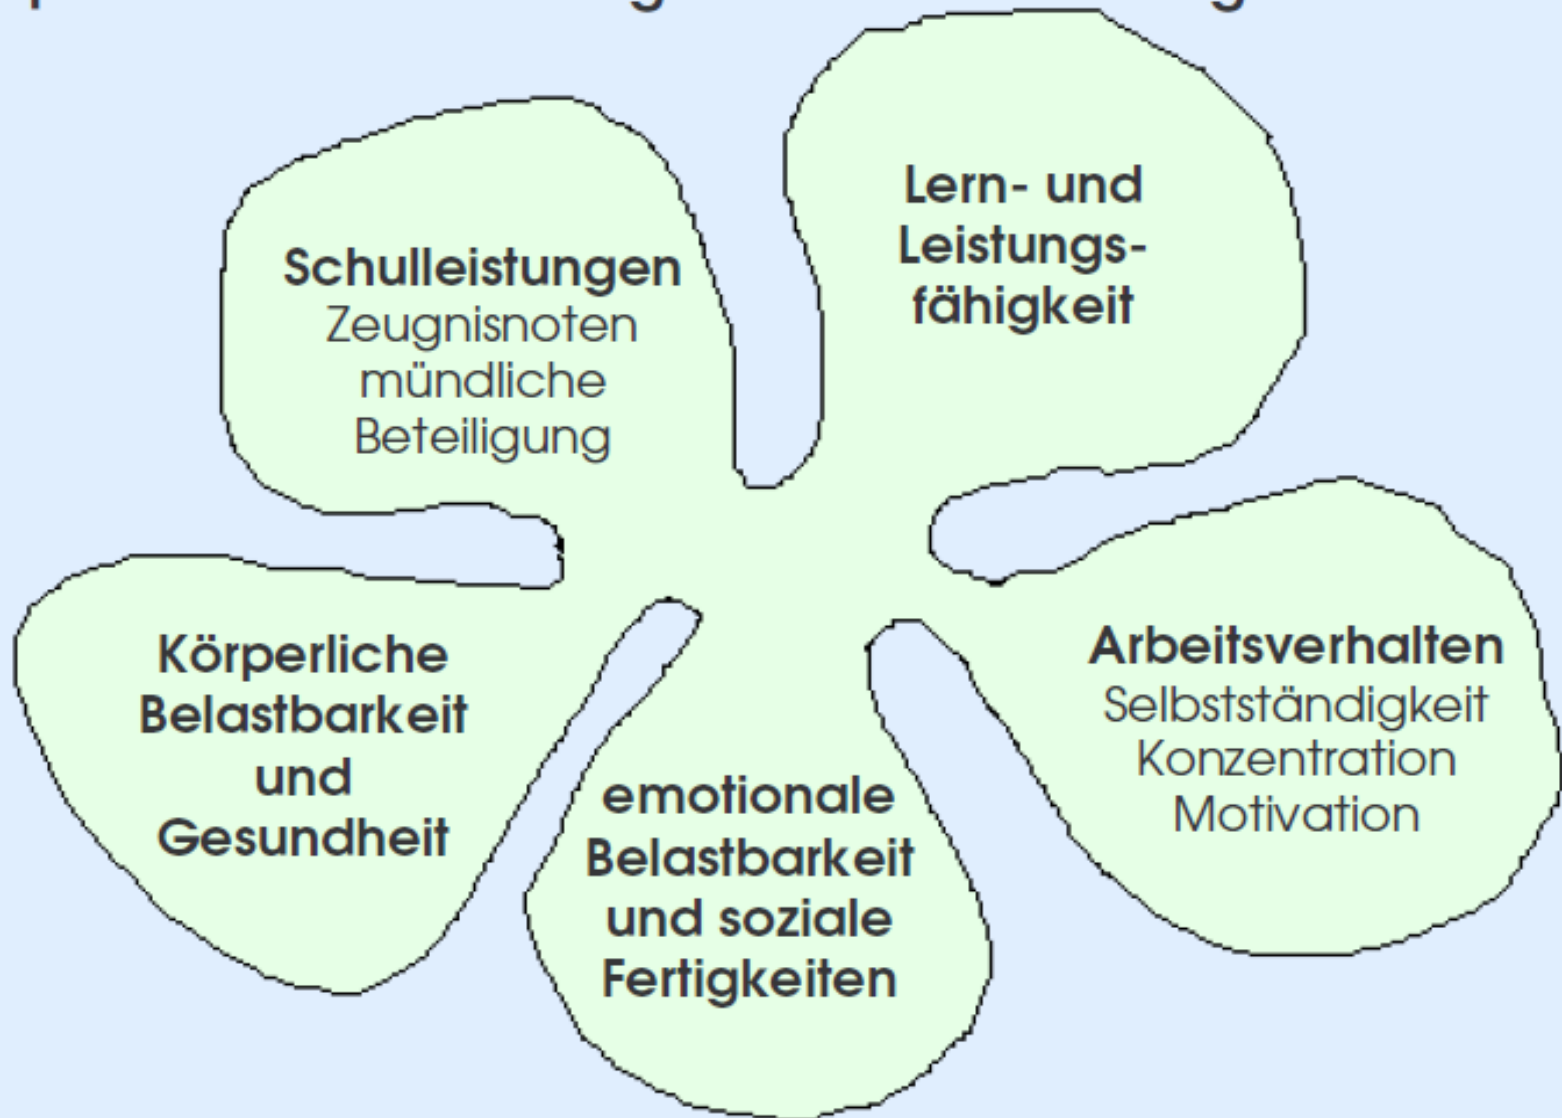 Schulleistungen
Zeugnisnoten
mündliche
Beteiligung
Lern- und
Leistungs-
fähigkeit
Körperliche
Belastbarkeit
und
Gesundheit
emotionale
Belastbarkeit
und soziale
Fertigkeiten
Arbeitsverhalten
Selbstständigkeit
Konzentration
Motivation